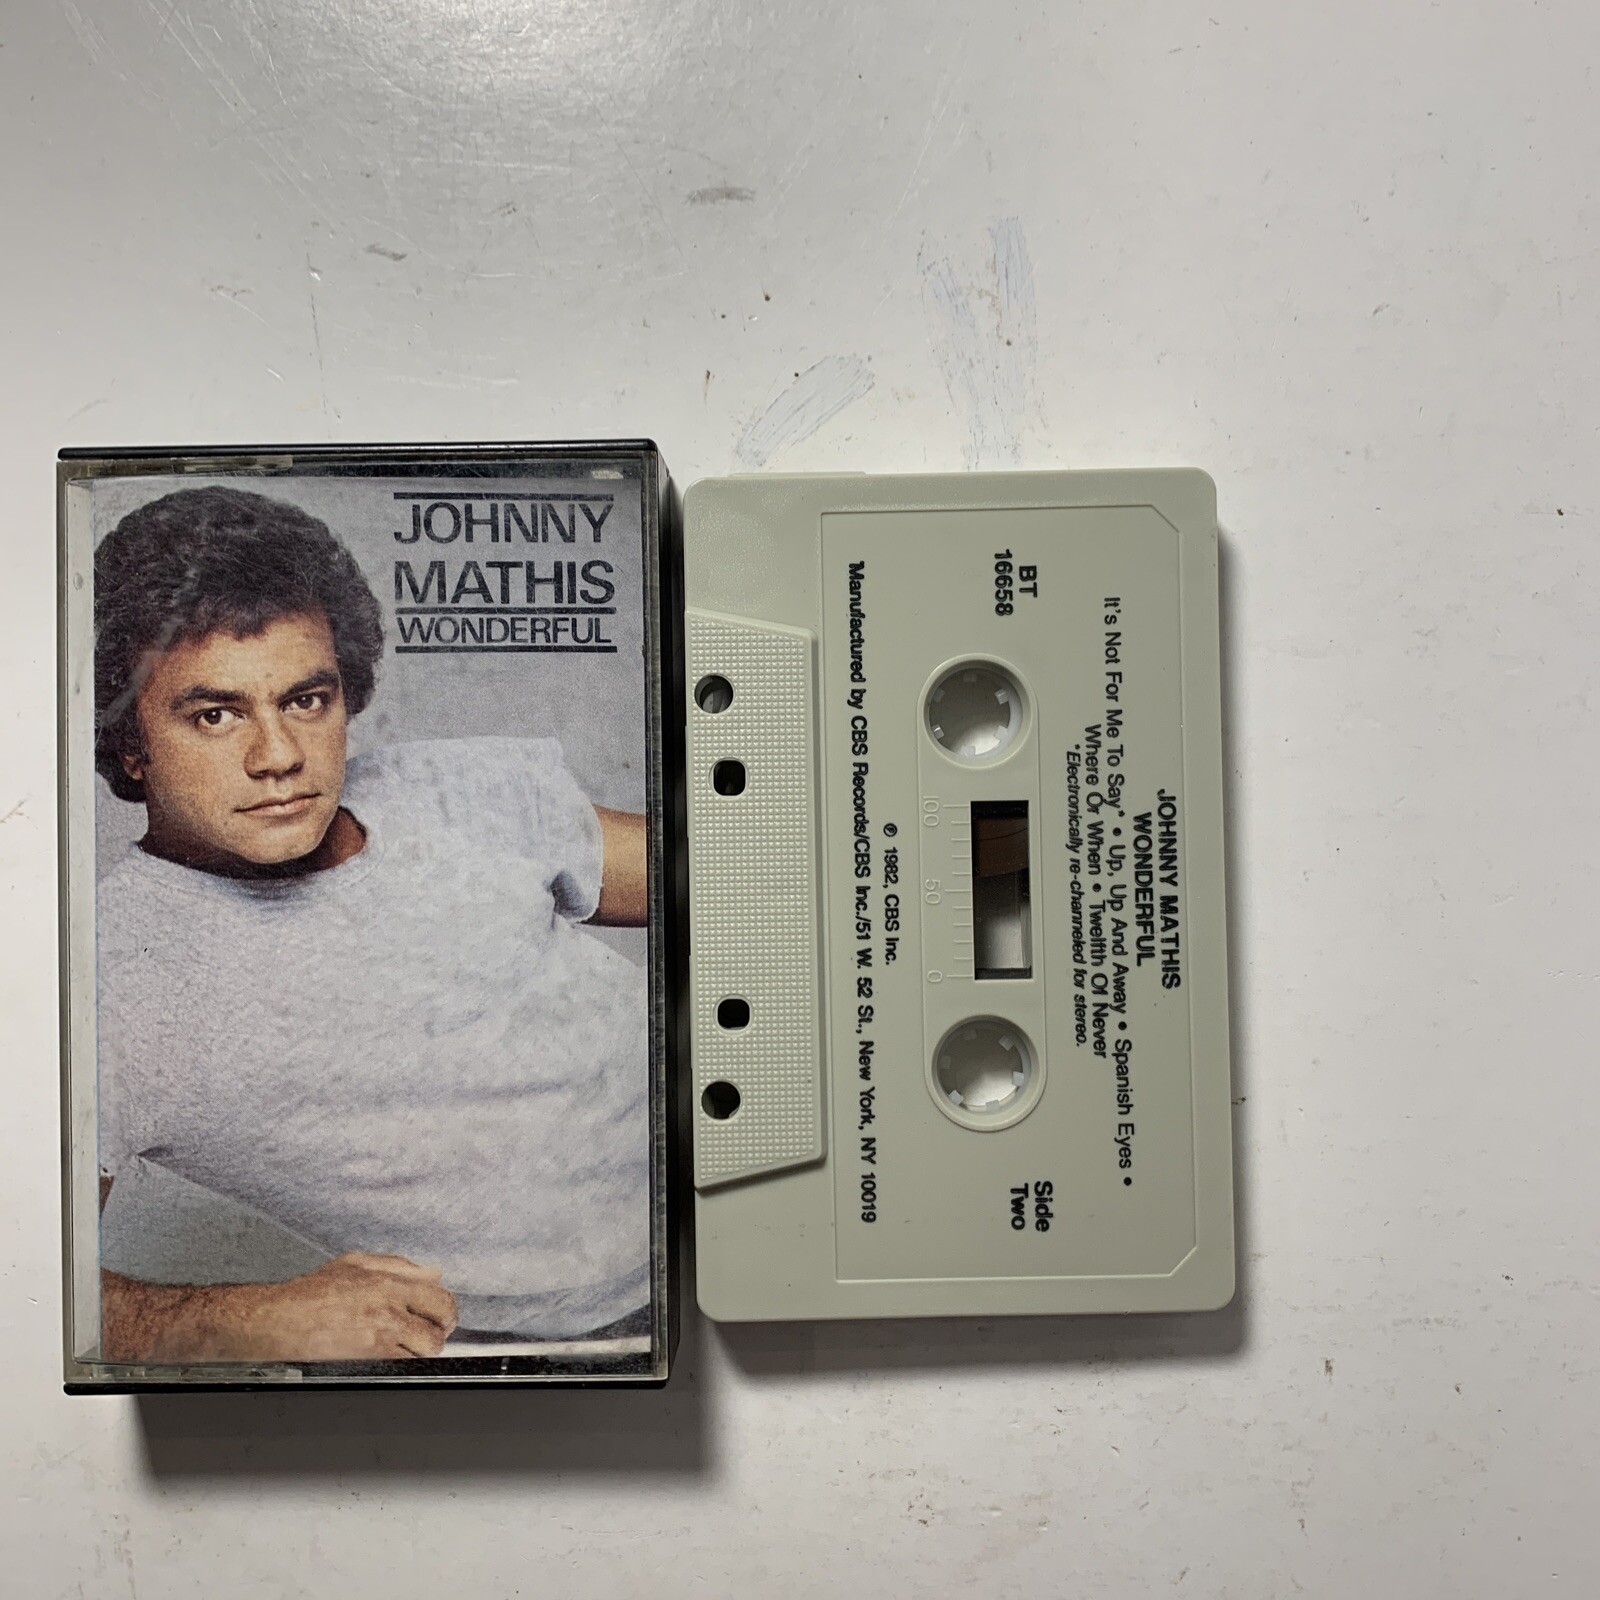 JOHNNY
MATHIS
WONDERFUL
JOHNNY MATHIS
WONDERFUL
It's Not For Me To Say* • Up, Up And Away • Spanish Eyes •
Where Or When • Twelfth Of Never
*Electronically re-channeled for stereo.
BT
16658
Side
Two
100 50 0
℗ 1982, CBS Inc.
Manufactured by CBS Records/CBS Inc./51 W. 52 St., New York, NY 10019